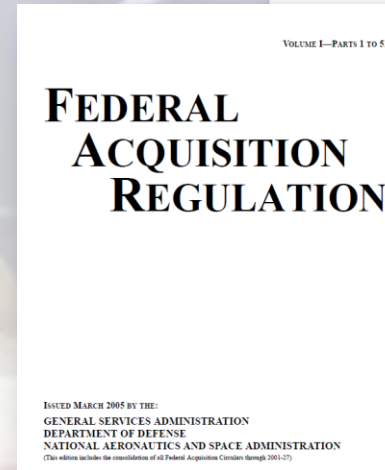 VOLUME I—PARTS 1 TO 5
FEDERAL
ACQUISITION
REGULATION
ISSUED MARCH 2005 BY THE:
GENERAL SERVICES ADMINISTRATION
DEPARTMENT OF DEFENSE
NATIONAL AERONAUTICS AND SPACE ADMINISTRATION
(This edition includes the consolidation of all Federal Acquisition Circulars through 2001-27)